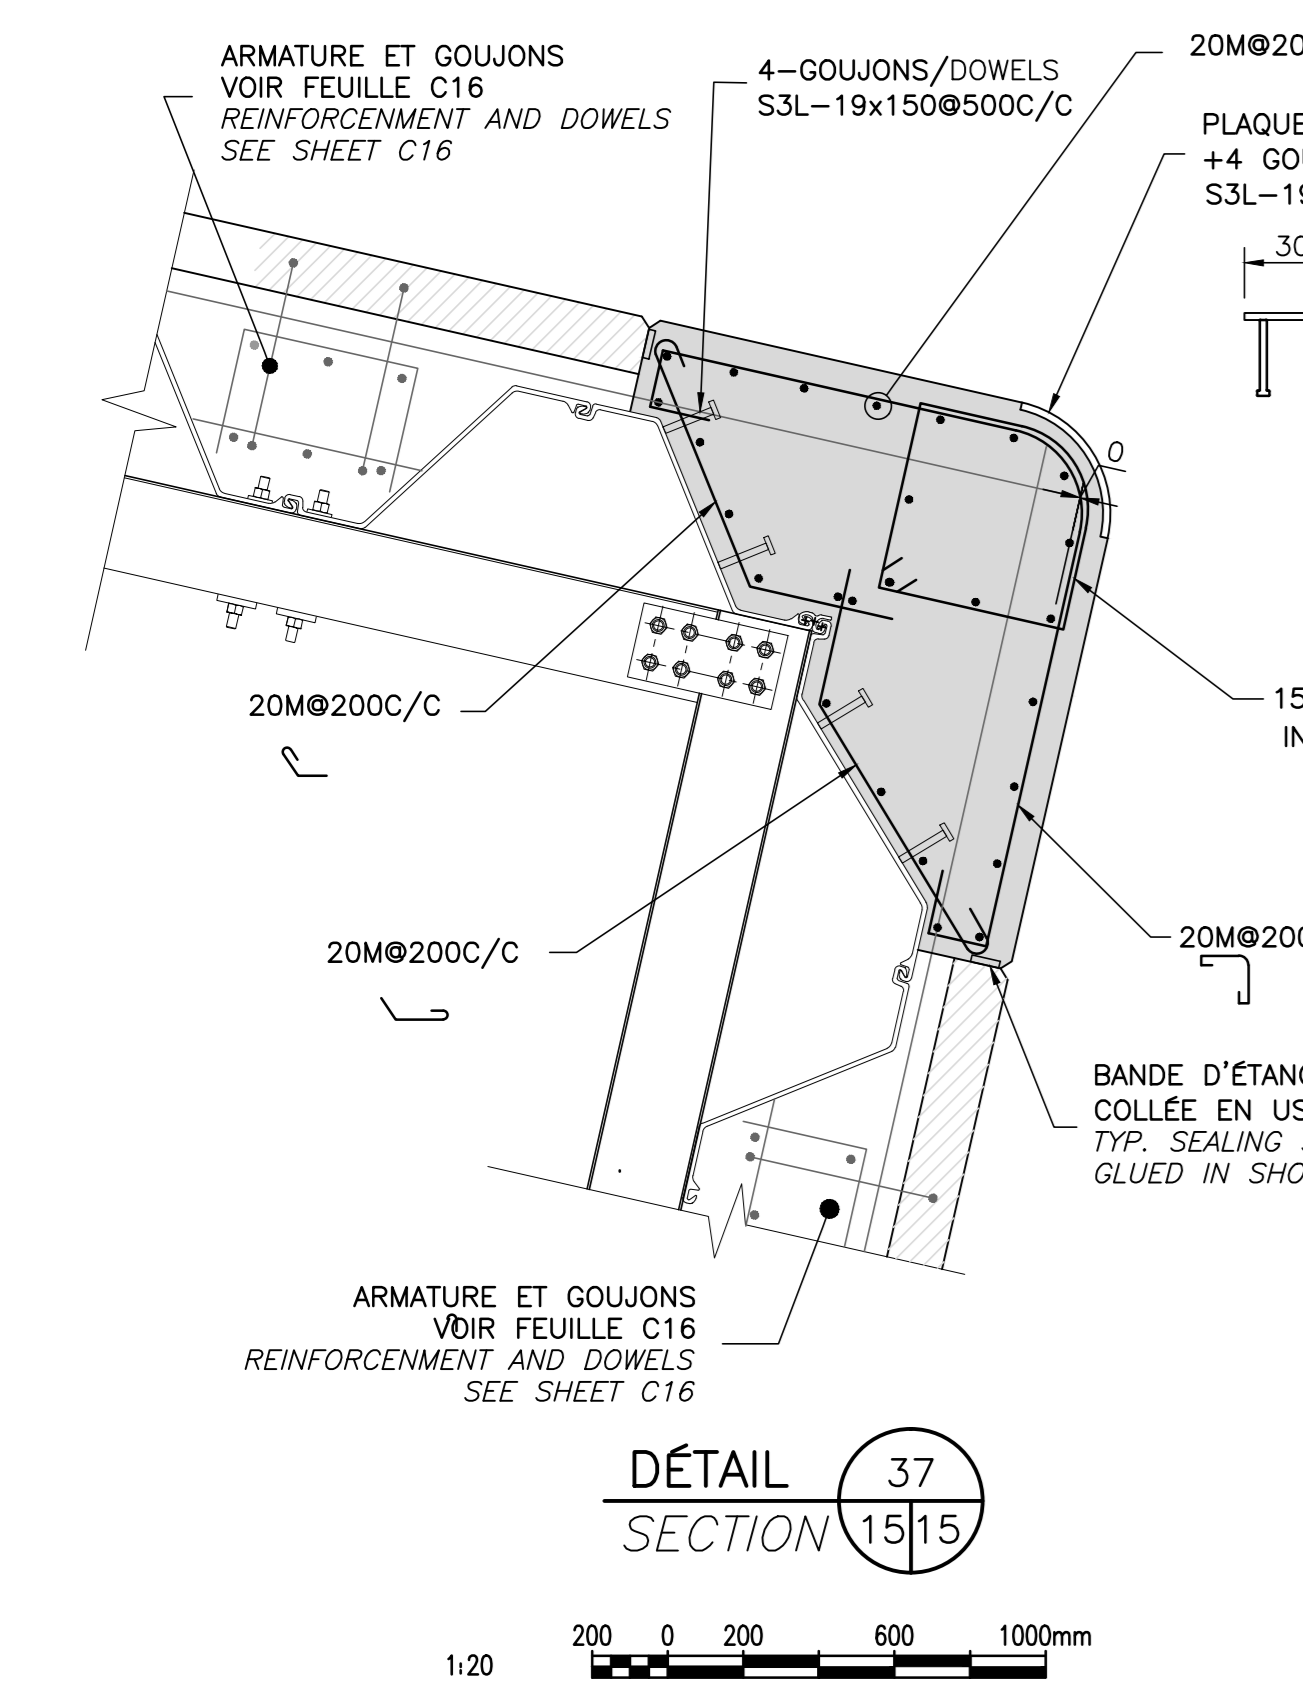 ARMATURE ET GOUJONS
VOIR FEUILLE C16
REINFORCENMENT AND DOWELS
SEE SHEET C16
4-GOUJONS/DOWELS
S3L-19x150@500C/C
20M@20
PLAQUE
+4 GOU
S3L-19
30
0
20M@200C/C
15
IN
20M@200C/C
20M@200
BANDE D'ÉTANC
COLLÉE EN US
TYP. SEALING S
GLUED IN SHO
ARMATURE ET GOUJONS
VOIR FEUILLE C16
REINFORCENMENT AND DOWELS
SEE SHEET C16
DÉTAIL 37
SECTION 15 15
200 0 200 600 1000mm
1:20